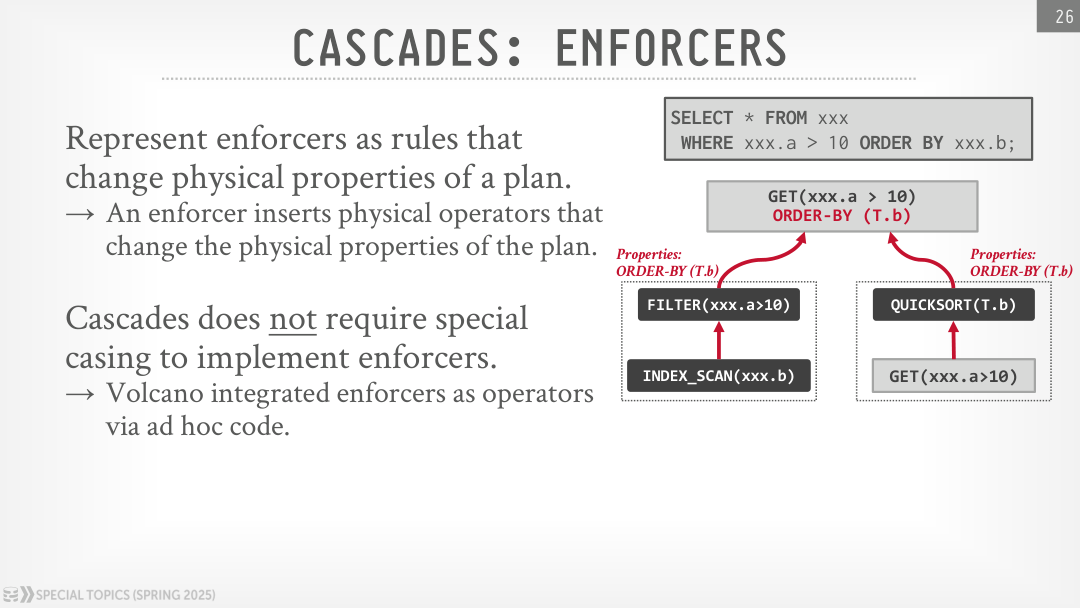 26
CASCADES: ENFORCERS
Represent enforcers as rules that
change physical properties of a plan.
→ An enforcer inserts physical operators that
change the physical properties of the plan.
Cascades does not require special
casing to implement enforcers.
→ Volcano integrated enforcers as operators
via ad hoc code.
SELECT * FROM xxx
WHERE xxx.a > 10 ORDER BY xxx.b;
GET(xxx.a > 10)
ORDER-BY (T.b)
Properties:
ORDER-BY (T.b)
FILTER(xxx.a>10)
INDEX_SCAN(xxx.b)
Properties:
ORDER-BY (T.b)
QUICKSORT(T.b)
GET(xxx.a>10)
SPECIAL TOPICS (SPRING 2025)